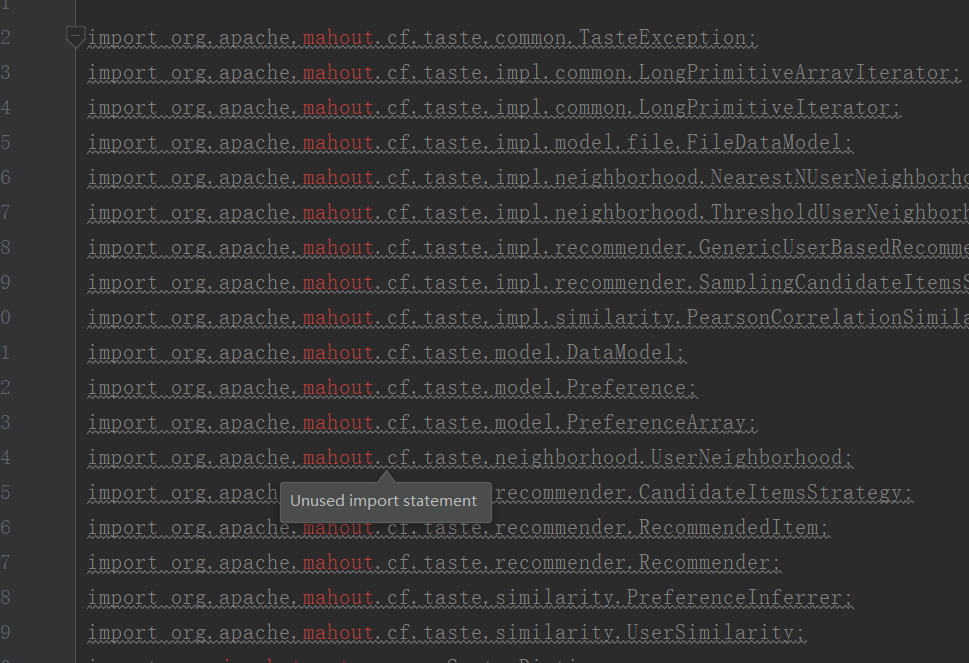 1
2 import org.apache.mahout.cf.taste.common.TasteException;
3 import org.apache.mahout.cf.taste.impl.common.LongPrimitiveArrayIterator;
4 import org.apache.mahout.cf.taste.impl.common.LongPrimitiveIterator;
5 import org.apache.mahout.cf.taste.impl.model.file.FileDataModel;
6 import org.apache.mahout.cf.taste.impl.neighborhood.NearestNUserNeighborho
7 import org.apache.mahout.cf.taste.impl.neighborhood.ThresholdUserNeighborh
8 import org.apache.mahout.cf.taste.impl.recommender.GenericUserBasedRecomme
9 import org.apache.mahout.cf.taste.impl.recommender.SamplingCandidateItemsS
0 import org.apache.mahout.cf.taste.impl.similarity.PearsonCorrelationSimila
1 import org.apache.mahout.cf.taste.model.DataModel;
2 import org.apache.mahout.cf.taste.model.Preference;
3 import org.apache.mahout.cf.taste.model.PreferenceArray;
4 import org.apache.mahout.cf.taste.neighborhood.UserNeighborhood;
5 import org.apach recommender.CandidateItemsStrategy;
Unused import statement
6 import org.apache.mahout.cf.taste.recommender.RecommendedItem;
7 import org.apache.mahout.cf.taste.recommender.Recommender;
8 import org.apache.mahout.cf.taste.similarity.PreferenceInferrer;
9 import org.apache.mahout.cf.taste.similarity.UserSimilarity;